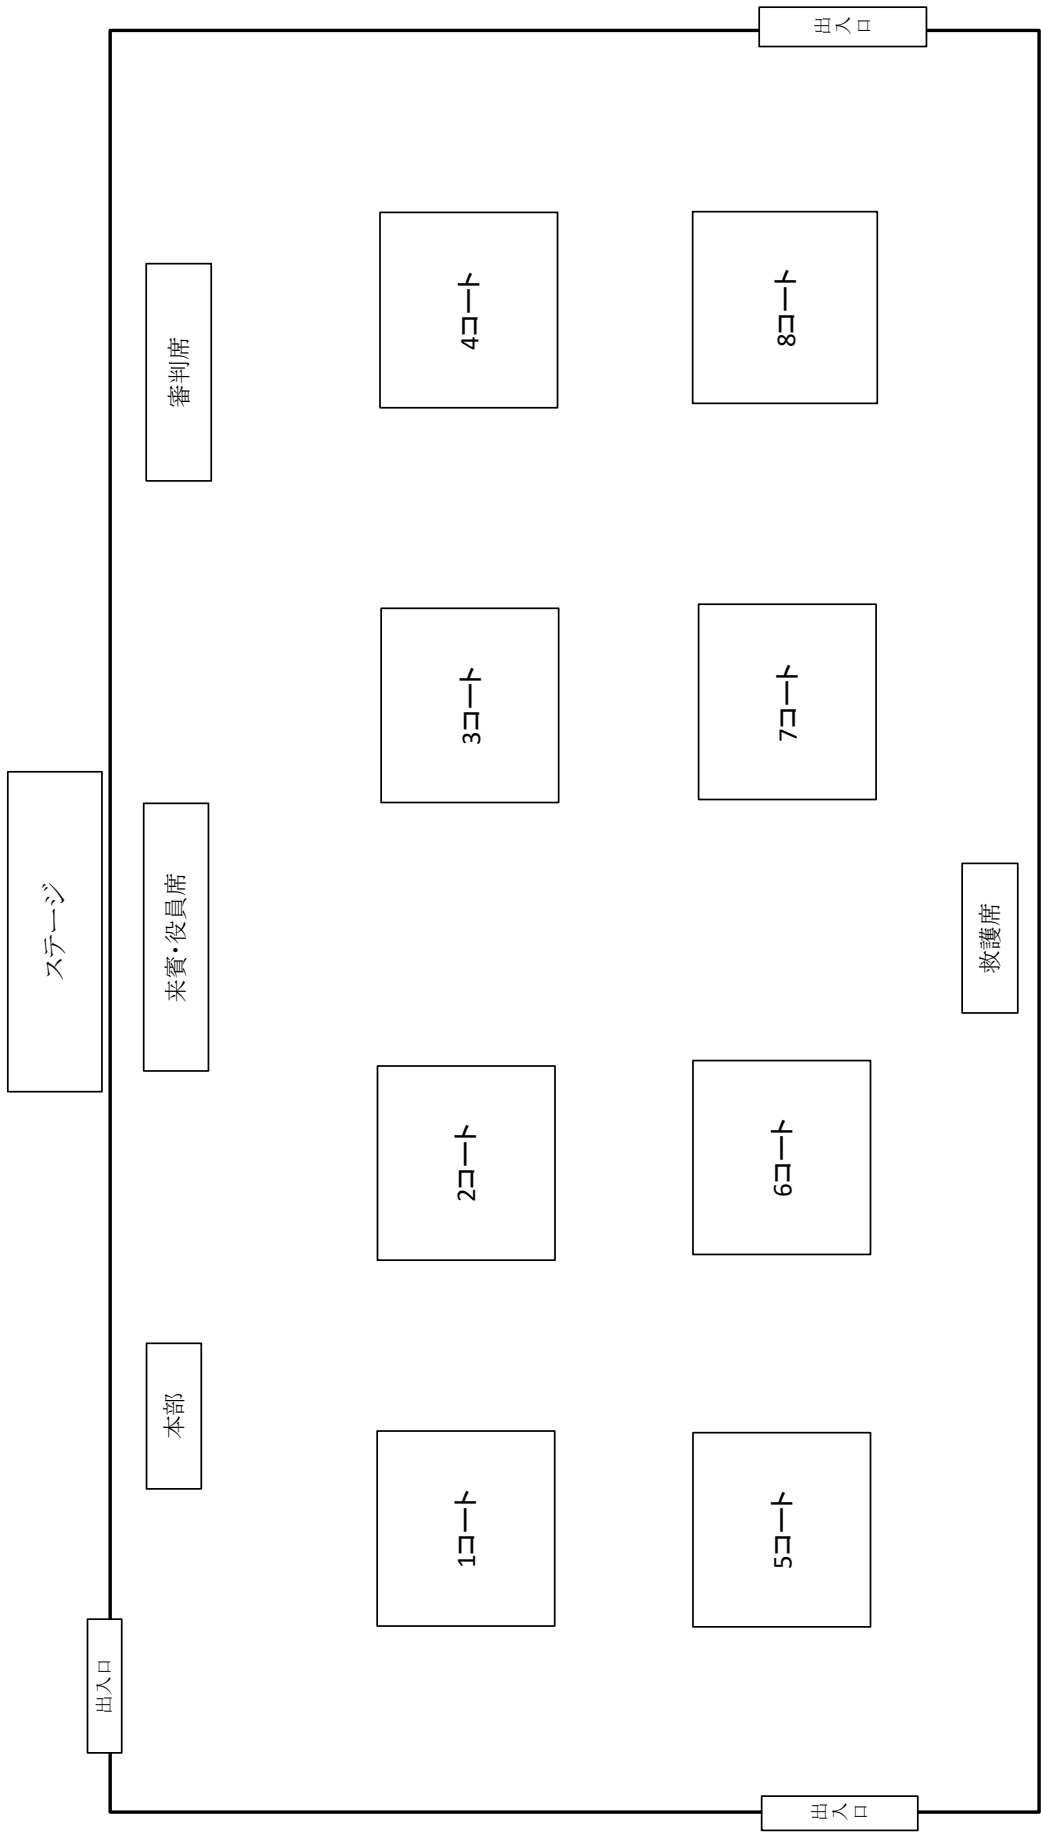 ステージ
出入口
本部
来賓・役員席
審判席
1コート
2コート
3コート
4コート
5コート
6コート
7コート
8コート
出入口
救護席
出入口